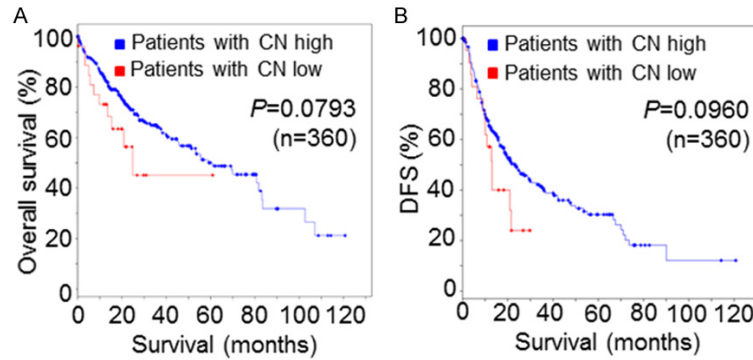 A
Overall survival (%)
100
80
60
40
20
0
Patients with CN high
Patients with CN low
P=0.0793
(n=360)
0 20 40 60 80 100 120
Survival (months)
B
DFS (%)
100
80
60
40
20
0
Patients with CN high
Patients with CN low
P=0.0960
(n=360)
0 20 40 60 80 100 120
Survival (months)